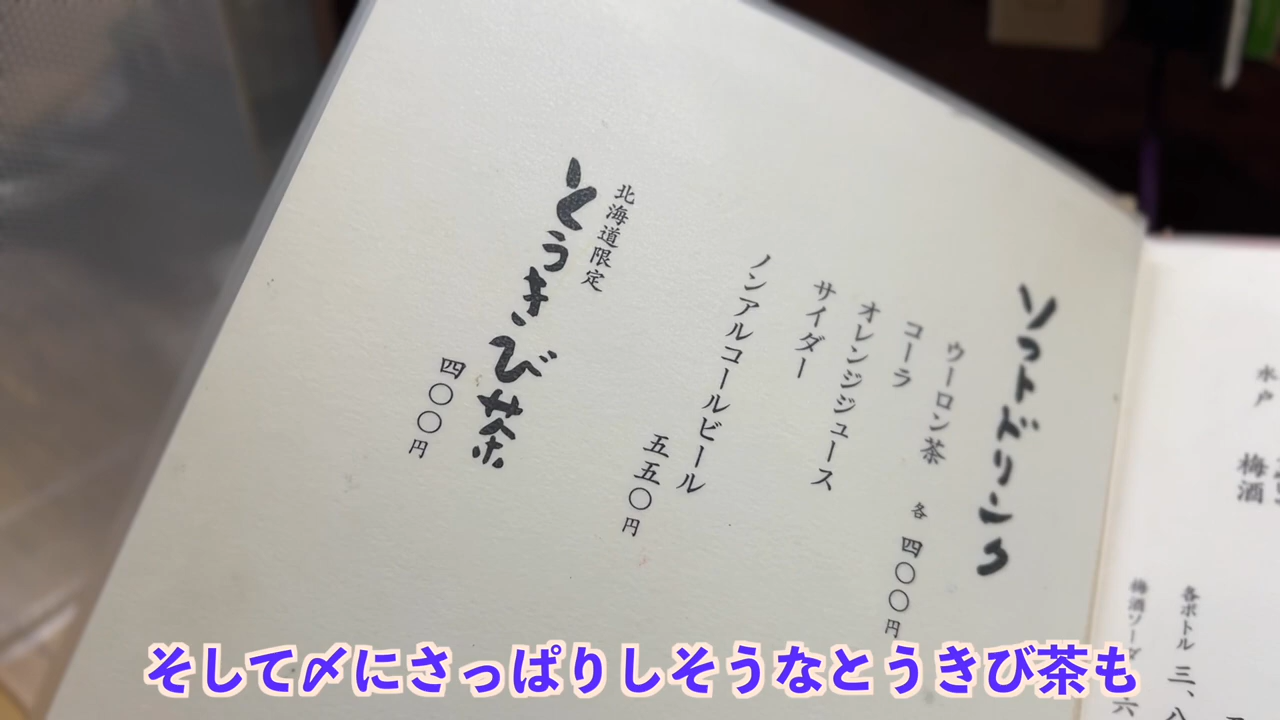 水戸
梅酒
各ボトル 三、八
梅酒ソーダ 六
ソフトドリンク
ウーロン茶
コーラ
オレンジジュース
サイダー
各 四〇〇円
ノンアルコールビール
五五〇円
北海道限定
とうきび茶
四〇〇円
そして〆にさっぱりしそうなとうきび茶も